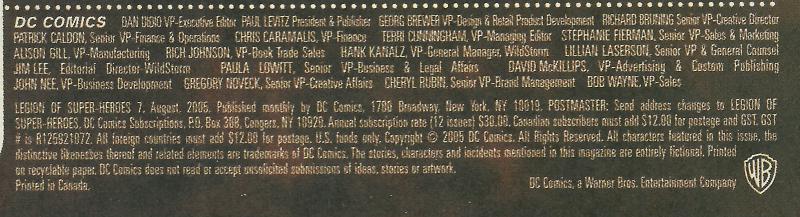 DC COMICS DAN DIDIO VP-Executive Editor PAUL LEVITZ President & Publisher GEORG BREWER VP-Design & Retail Product Development RICHARD BRUNING Senior VP-Creative Director
PATRICK CALDON, Senior VP-Finance & Operations CHRIS CARAMALIS, VP-Finance TERRI CUNNINGHAM, VP-Managing Editor STEPHANIE FIERMAN, Senior VP-Sales & Marketing
ALISON GILL, VP-Manufacturing RICH JOHNSON, VP-Book Trade Sales HANK KANALZ, VP-General Manager, WildStorm LILLIAN LASERSON, Senior VP & General Counsel
JIM LEE, Editorial Director-WildStorm PAULA LOWITT, Senior VP-Business & Legal Affairs DAVID McKILLIPS, VP-Advertising & Custom Publishing
JOHN NEE, VP-Business Development GREGORY NOVECK, Senior VP-Creative Affairs CHERYL RUBIN, Senior VP-Brand Management BOB WAYNE, VP-Sales
LEGION OF SUPER-HEROES 7, August, 2005. Published monthly by DC Comics, 1700 Broadway, New York, NY 10019. POSTMASTER: Send address changes to LEGION OF
SUPER-HEROES, DC Comics Subscriptions, P.O. Box 308, Congers, NY 10920. Annual subscription rate (12 issues) $30.00. Canadian subscribers must add $12.00 for postage and GST. GST
# is R125921072. All foreign countries must add $12.00 for postage. U.S. funds only. Copyright © 2005 DC Comics. All Rights Reserved. All characters featured in this issue, the
distinctive likenesses thereof and related elements are trademarks of DC Comics. The stories, characters and incidents mentioned in this magazine are entirely fictional. Printed
on recyclable paper. DC Comics does not read or accept unsolicited submissions of ideas, stories or artwork.
Printed in Canada.
DC Comics, a Warner Bros. Entertainment Company
WB